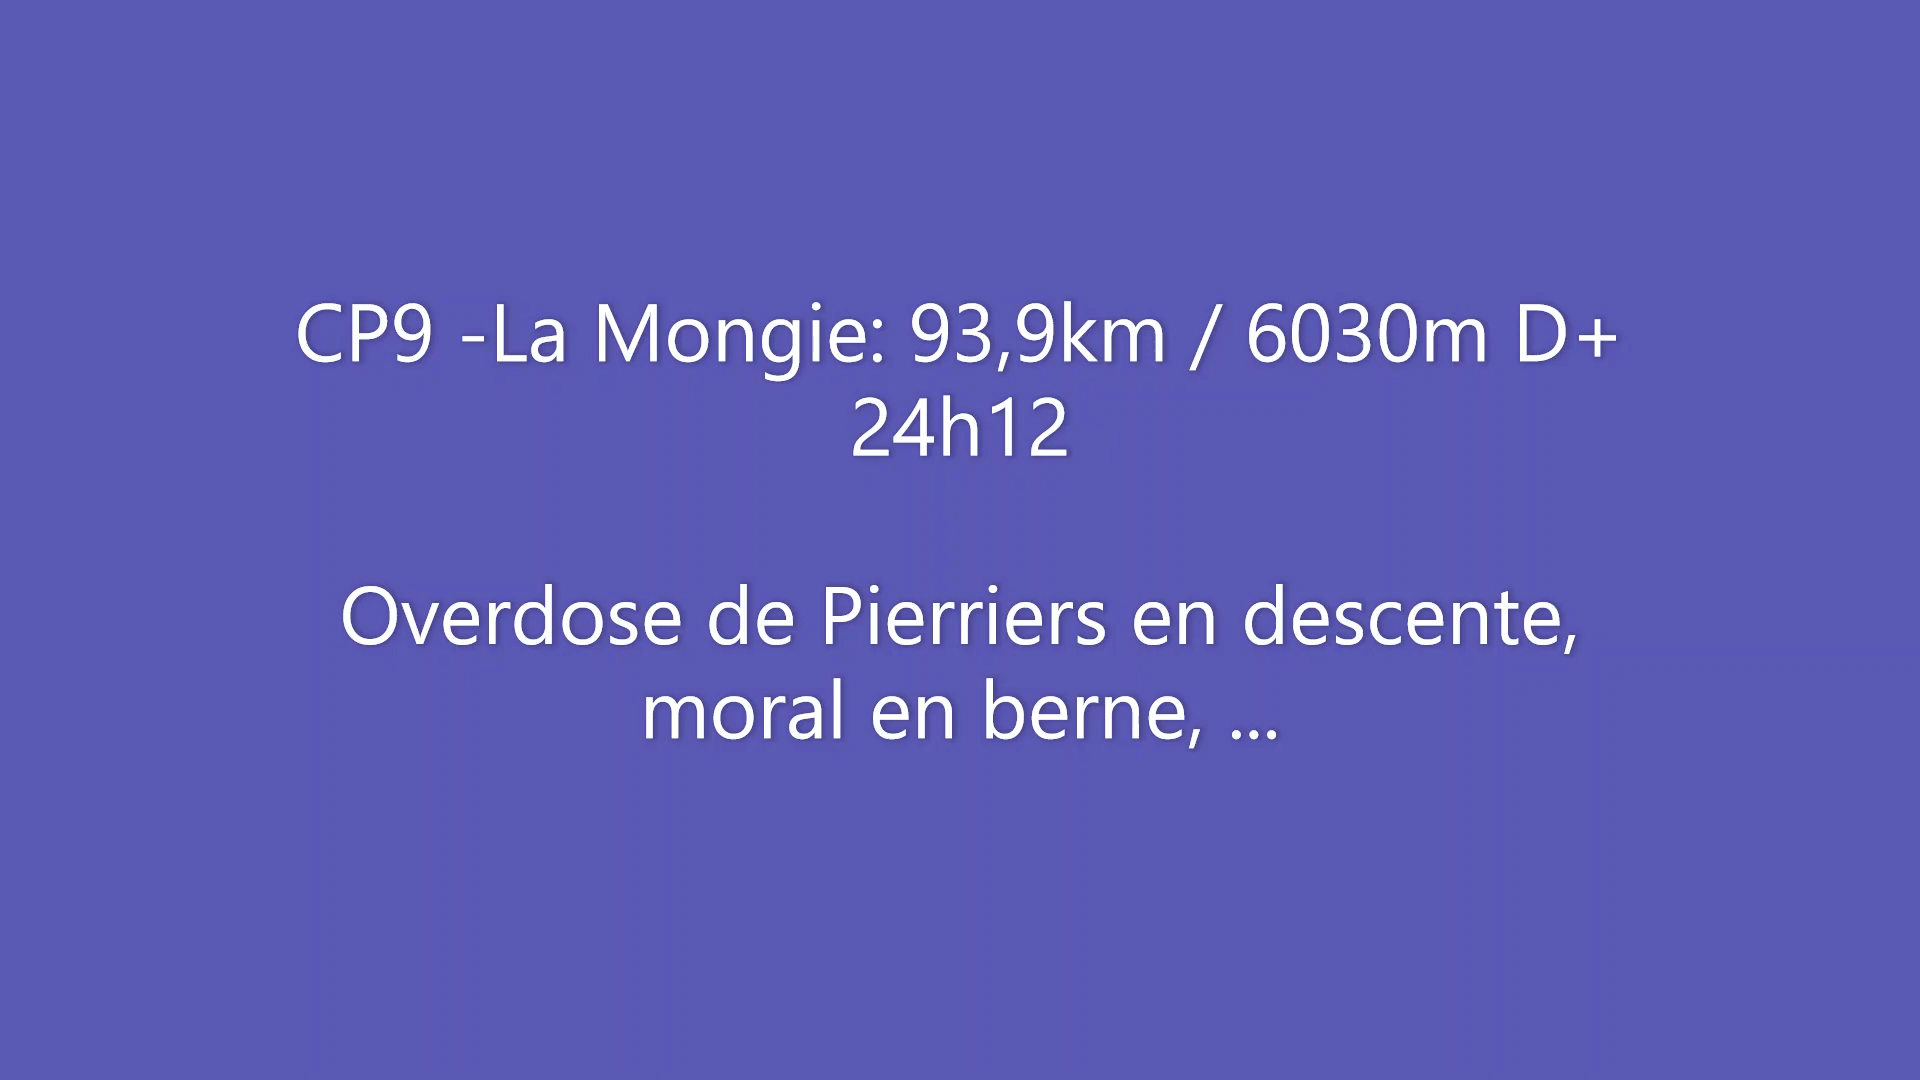 CP9 -La Mongie: 93,9km / 6030m D+
24h12
Overdose de Pierriers en descente,
moral en berne, ...